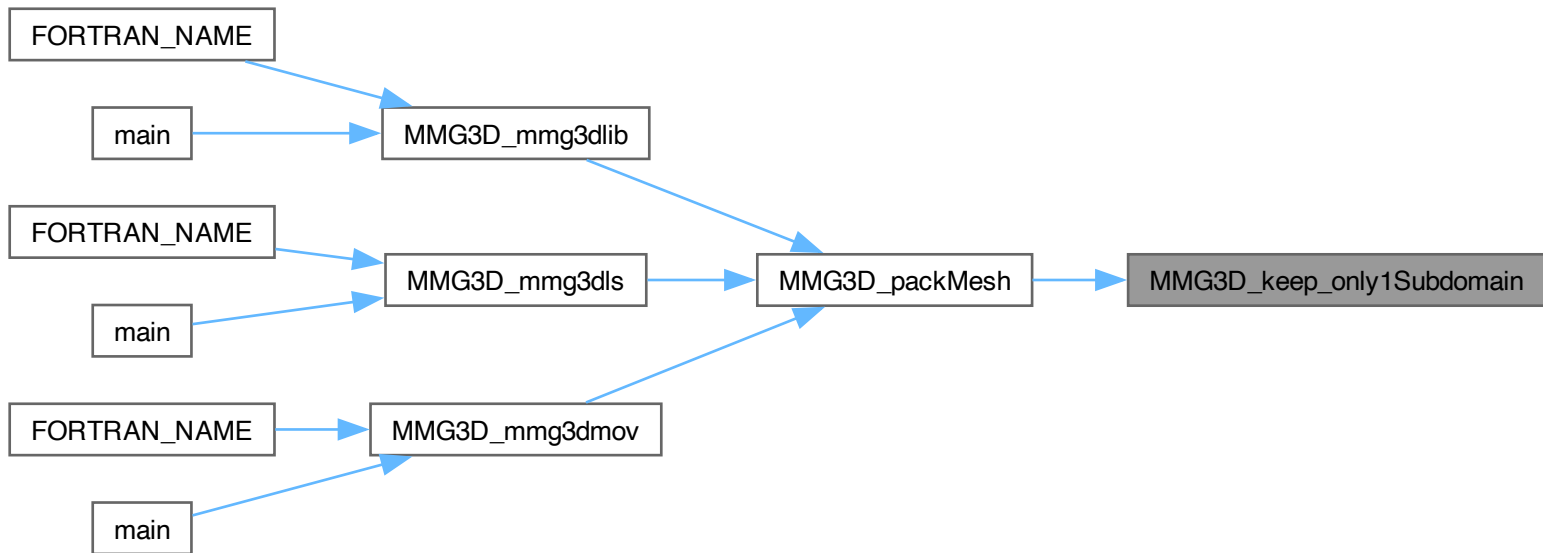 FORTRAN_NAME
main
MMG3D_mmg3dlib
FORTRAN_NAME
main
MMG3D_mmg3dls
MMG3D_packMesh
MMG3D_keep_only1Subdomain
FORTRAN_NAME
main
MMG3D_mmg3dmov